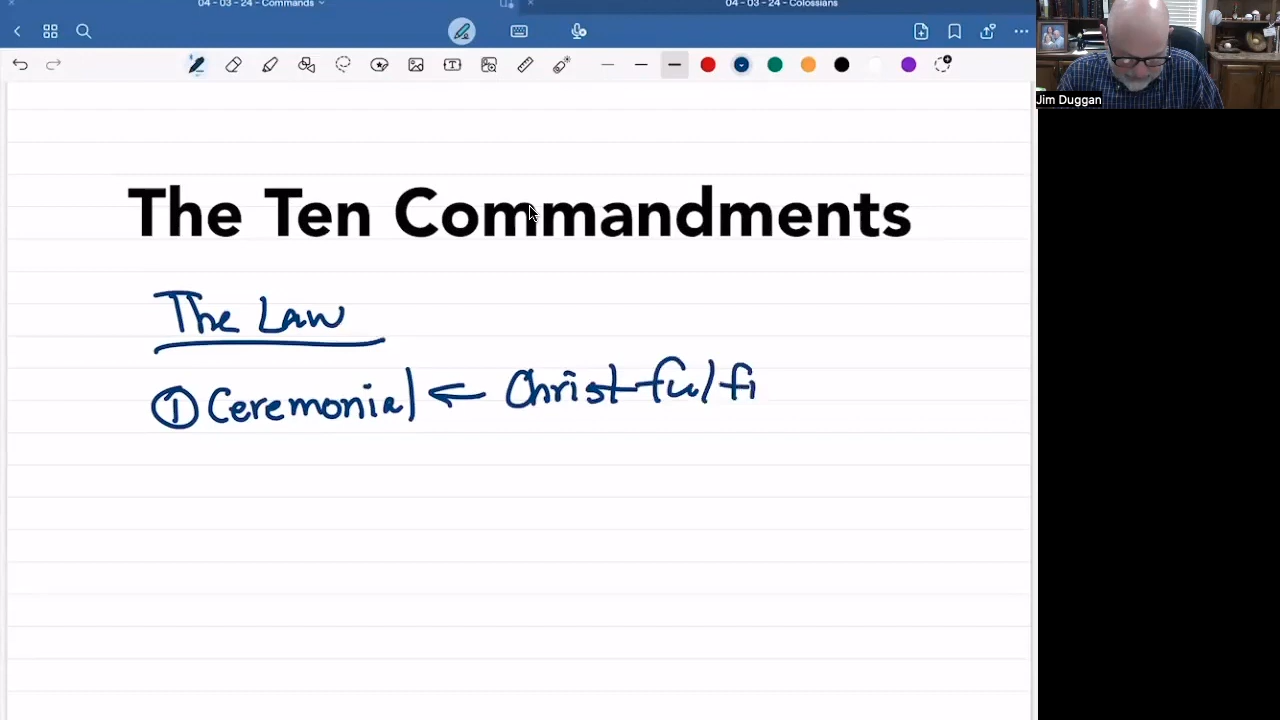 04 - 03 - 24 - Commands
04 - 03 - 24 - Colossians
Jim Duggan
The Ten Commandments
The Law
① Ceremonial ← Christ fulfi